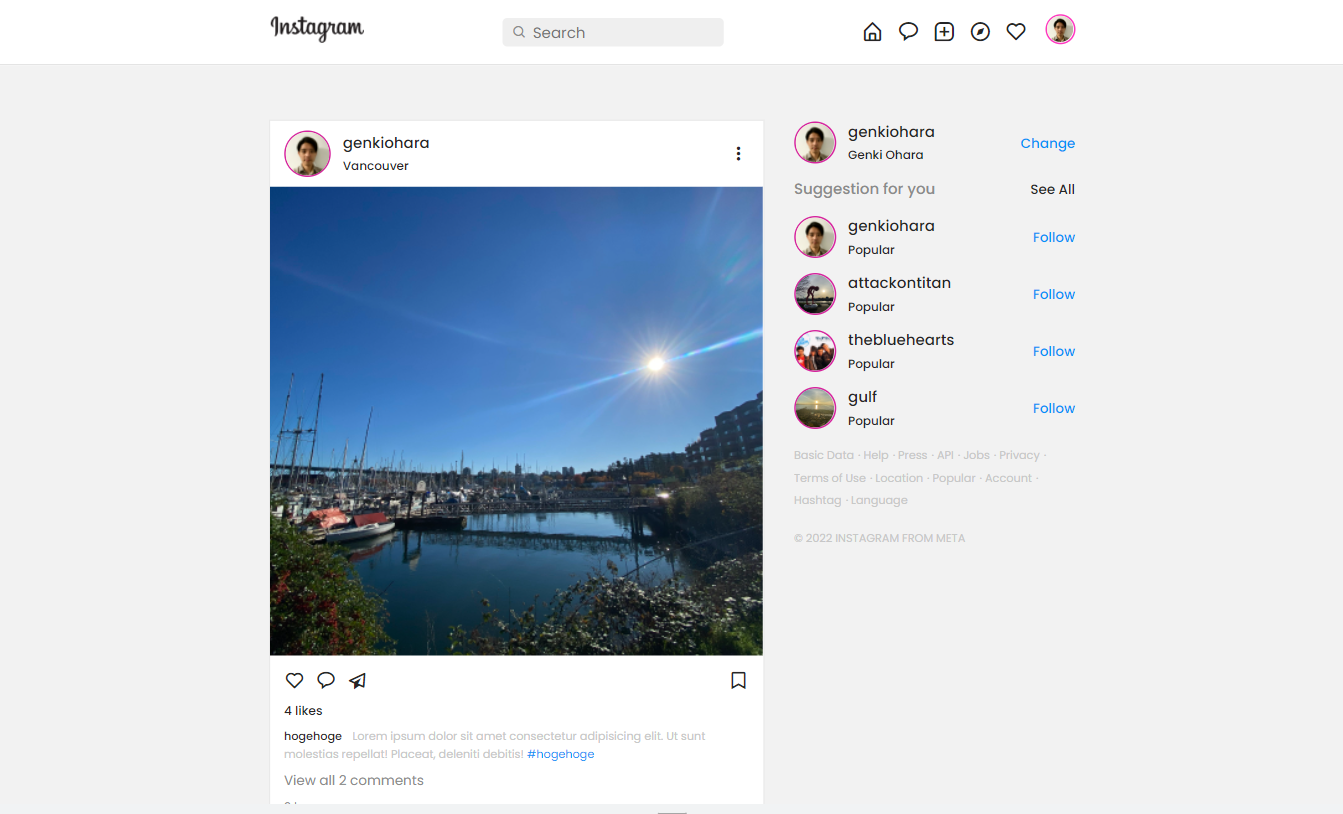 Instagram
Search
genkiohara
Vancouver
4 likes
hogehoge Lorem ipsum dolor sit amet consectetur adipisicing elit. Ut sunt
molestias repellat! Placeat, deleniti debitis! #hogehoge
View all 2 comments
genkiohara
Genki Ohara
Change
Suggestion for you
See All
genkiohara
Popular
Follow
attackontitan
Popular
Follow
thebluehearts
Popular
Follow
gulf
Popular
Follow
Basic Data · Help · Press · API · Jobs · Privacy ·
Terms of Use · Location · Popular · Account ·
Hashtag · Language
© 2022 INSTAGRAM FROM META